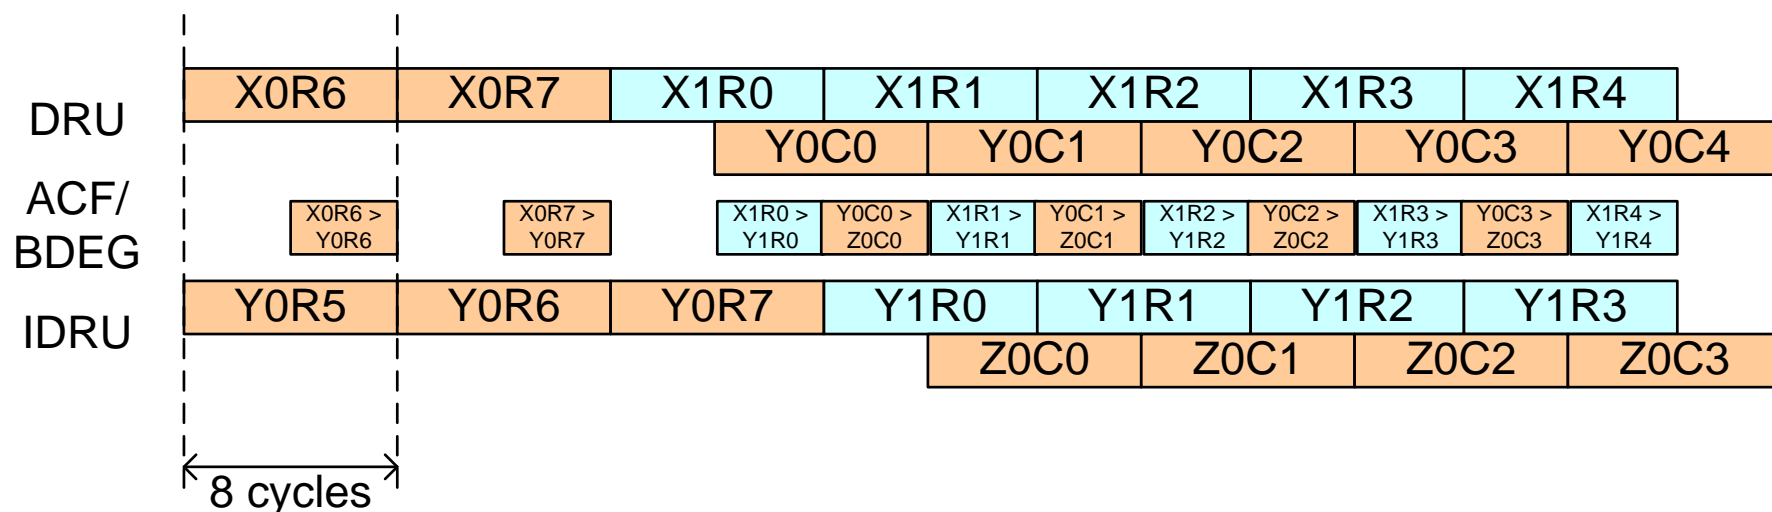 DRU
X0R6 X0R7 X1R0 X1R1 X1R2 X1R3 X1R4
Y0C0 Y0C1 Y0C2 Y0C3 Y0C4
ACF/
BDEG
X0R6 > X0R7 > X1R0 > Y0C0 > X1R1 > Y0C1 > X1R2 > Y0C2 > X1R3 > Y0C3 > X1R4 >
Y0R6 Y0R7 Y1R0 Z0C0 Y1R1 Z0C1 Y1R2 Z0C2 Y1R3 Z0C3 Y1R4
IDRU
Y0R5 Y0R6 Y0R7 Y1R0 Y1R1 Y1R2 Y1R3
Z0C0 Z0C1 Z0C2 Z0C3
8 cycles